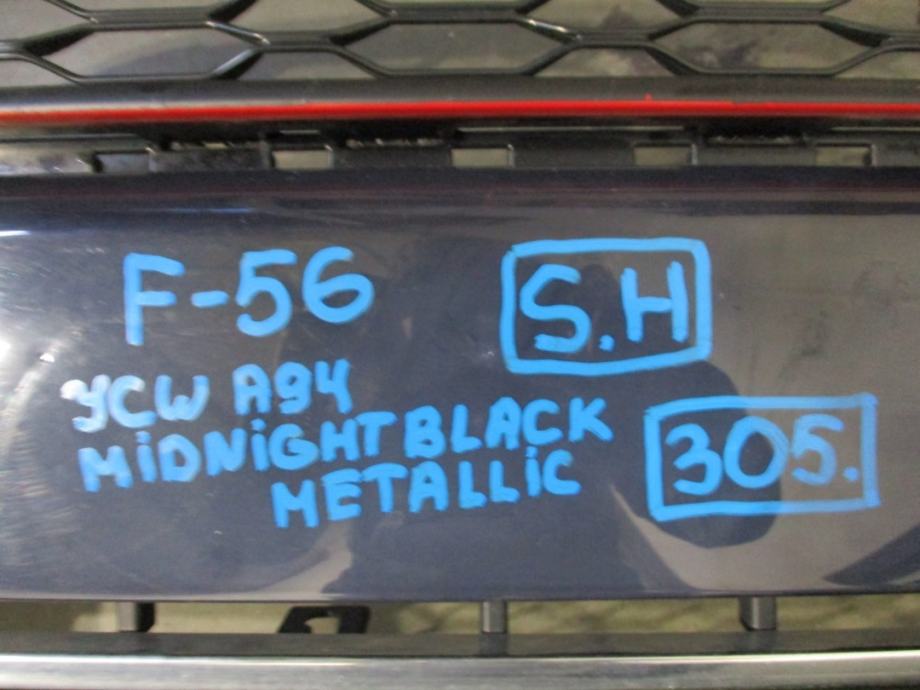 F-56
S.H
YCW A94
MiDNiGHT BLACK
METALLiC
305.